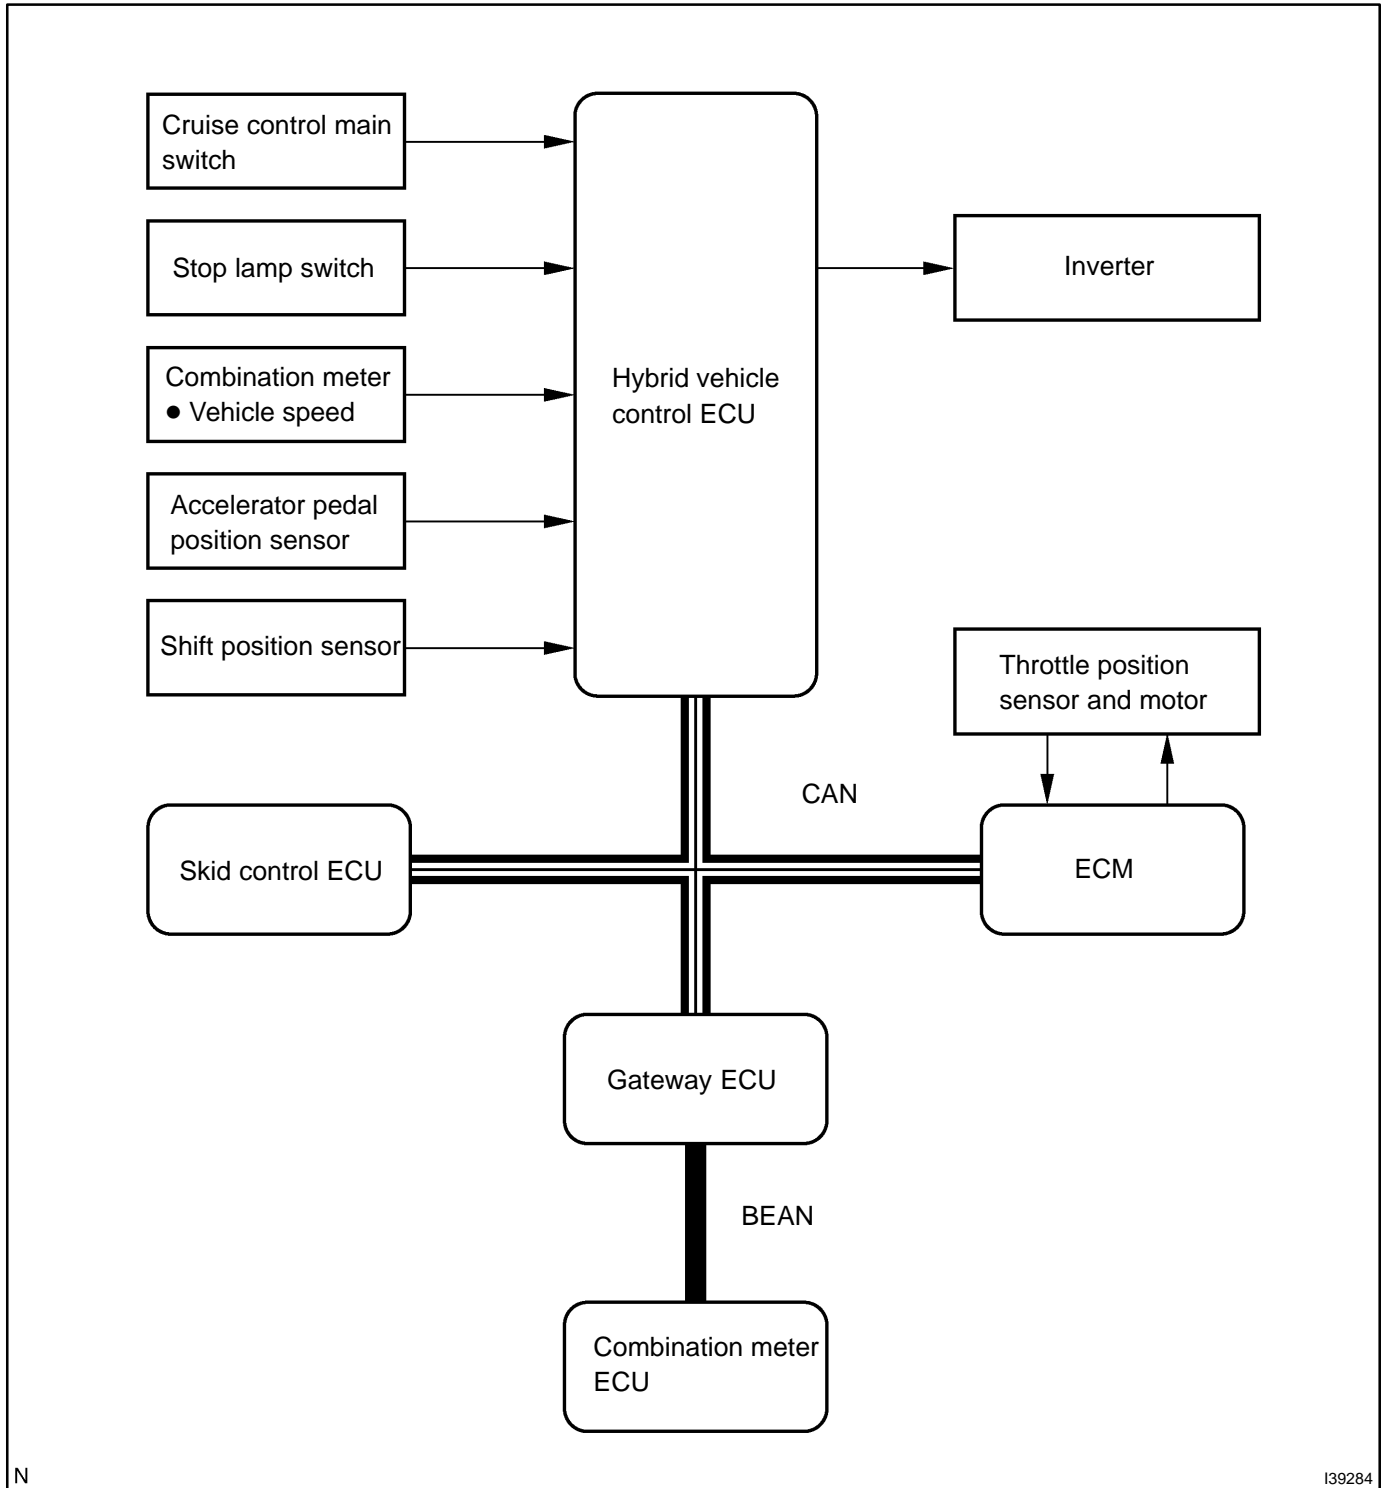 Cruise control main
switch
Stop lamp switch
Combination meter
● Vehicle speed
Accelerator pedal
position sensor
Shift position sensor
Hybrid vehicle
control ECU
Inverter
Throttle position
sensor and motor
CAN
Skid control ECU
ECM
Gateway ECU
BEAN
Combination meter
ECU
N
I39284